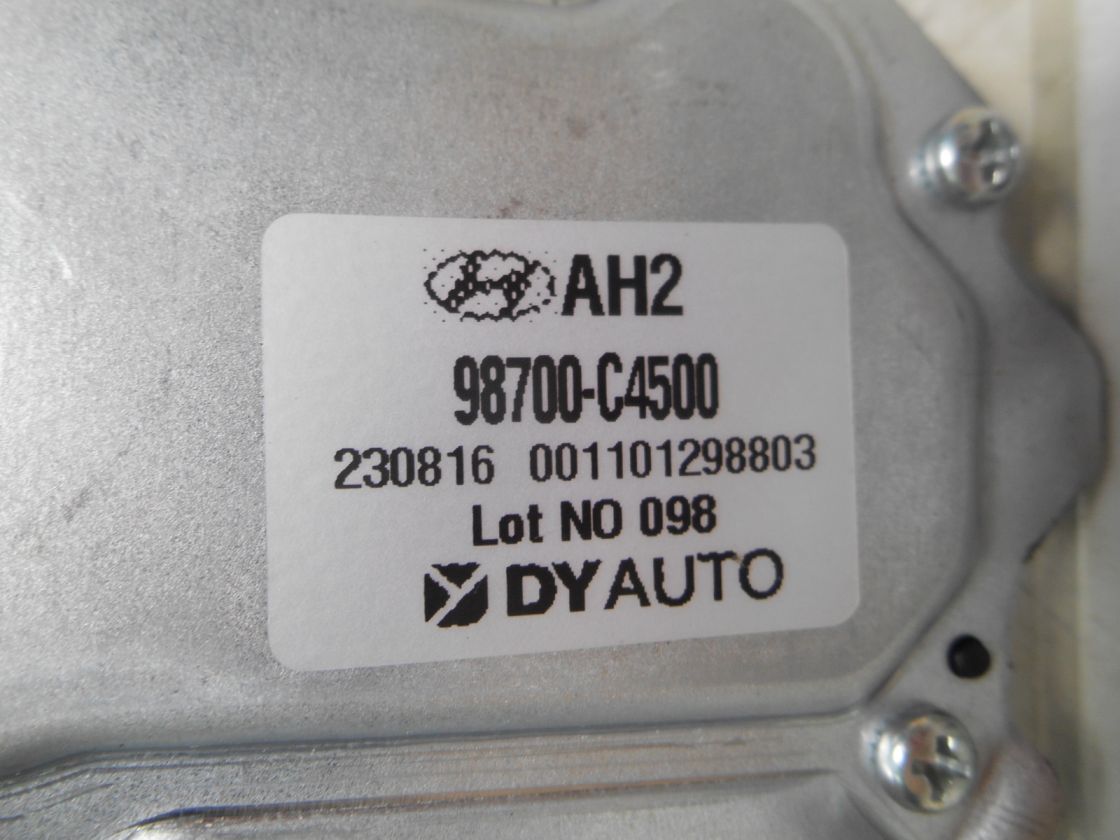 AH2
98700-C4500
230816 001101298803
Lot NO 098
DYAUTO